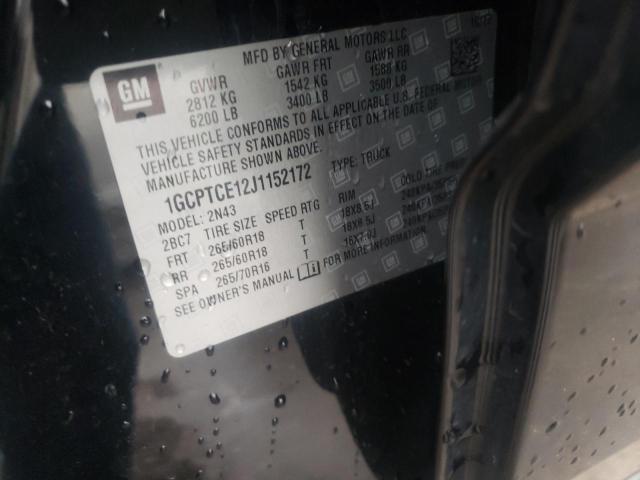 MFD BY GENERAL MOTORS LLC
GM
GVWR GAWR FRT GAWR RR
2812 KG 1542 KG 1588 KG
6200 LB 3400 LB 3500 LB
THIS VEHICLE CONFORMS TO ALL APPLICABLE U.S. FEDERAL MOTOR
VEHICLE SAFETY STANDARDS IN EFFECT ON THE DATE OF
MANUFACTURE SHOWN ABOVE.
1GCPTCE12J1152172 TYPE: TRUCK
MODEL: 2N43
2BC7 TIRE SIZE SPEED RTG RIM COLD TIRE
FRT 265/60R18 T 18X8.5J
RR 265/60R18 T 18X8.5J
SPA 265/70R16 T
SEE OWNER'S MANUAL FOR MORE INFORMATION